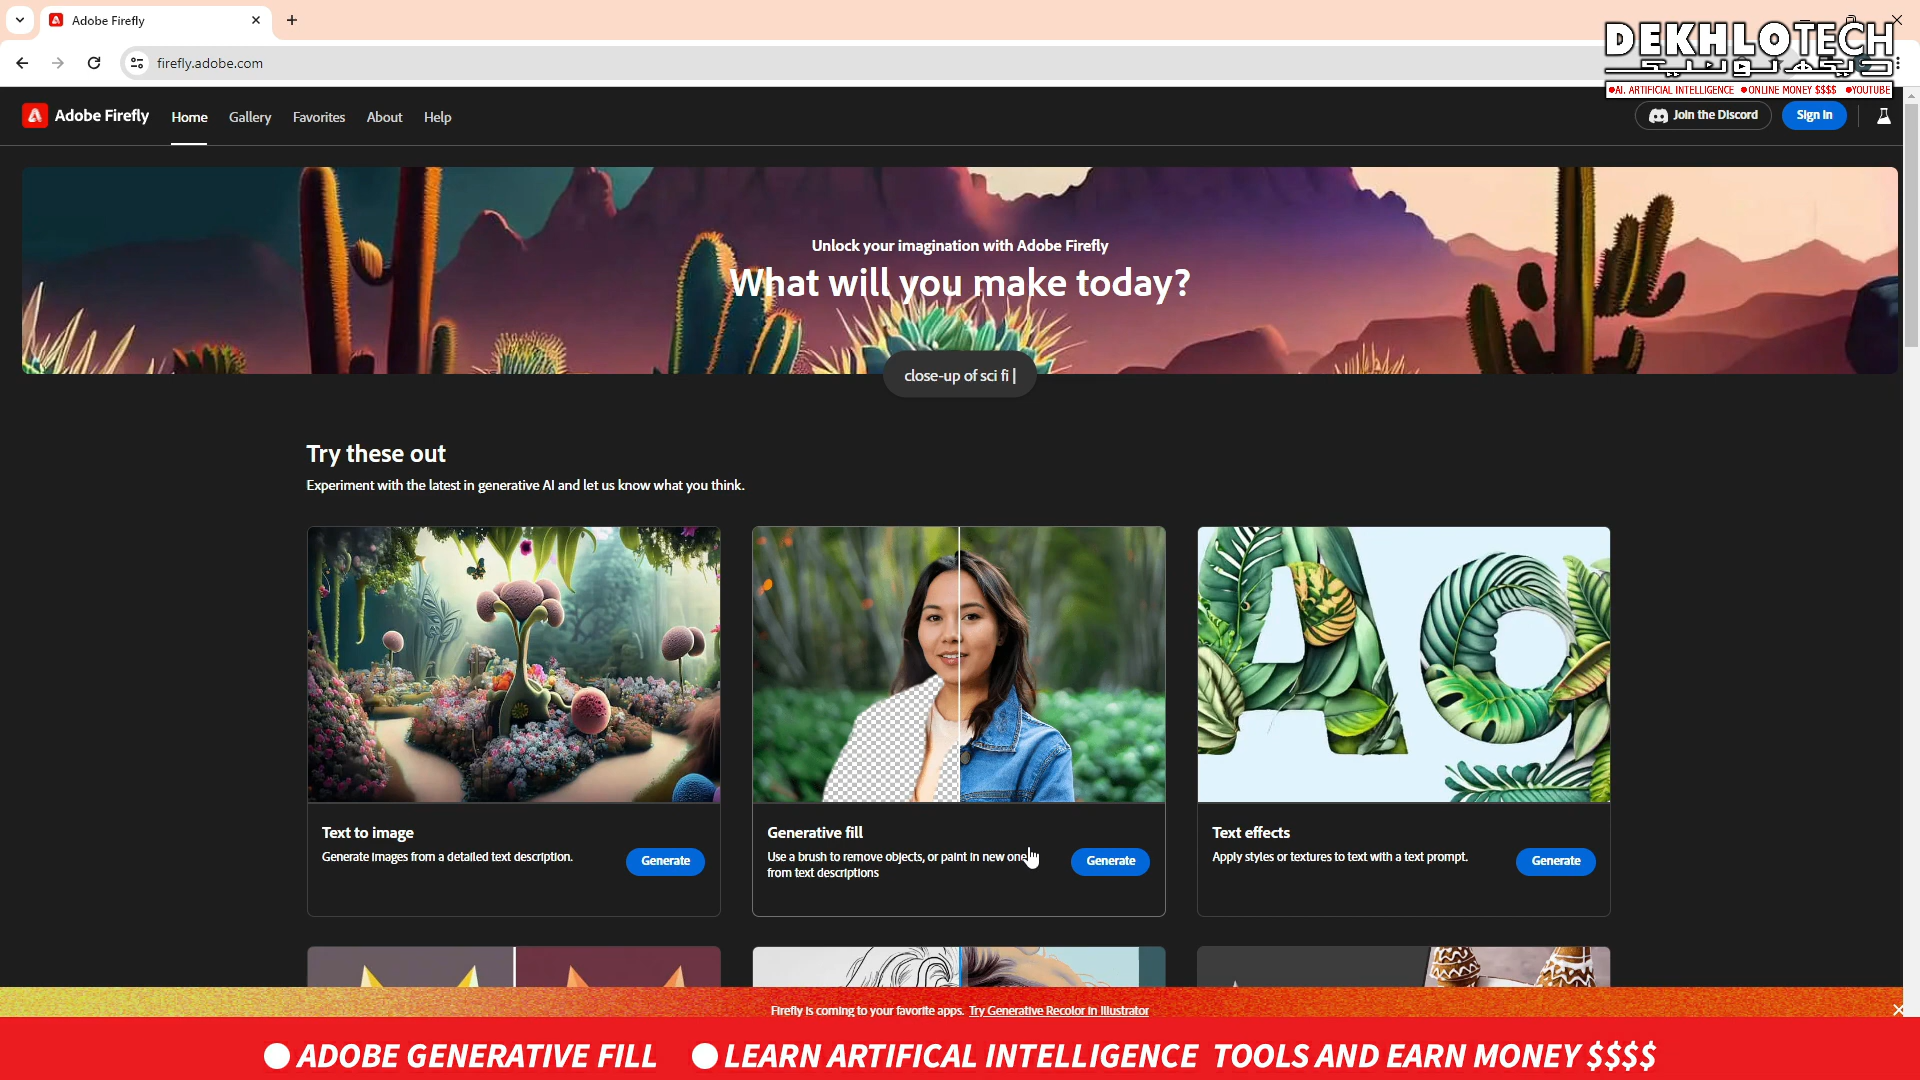 Adobe Firefly
firefly.adobe.com
DEKHLOTECH
دیکھلو ٹیک
●AI. ARTIFICIAL INTELLIGENCE ●ONLINE MONEY $$$$ ●YOUTUBE
Adobe Firefly Home Gallery Favorites About Help Join the Discord Sign In
Unlock your imagination with Adobe Firefly
What will you make today?
close-up of sci fi |
Try these out
Experiment with the latest in generative AI and let us know what you think.
Text to image
Generate images from a detailed text description.
Generate
Generative fill
Use a brush to remove objects, or paint in new one
from text descriptions
Generate
Text effects
Apply styles or textures to text with a text prompt.
Generate
Firefly is coming to your favorite apps. Try Generative Recolor in Illustrator
● ADOBE GENERATIVE FILL ● LEARN ARTIFICAL INTELLIGENCE TOOLS AND EARN MONEY $$$$